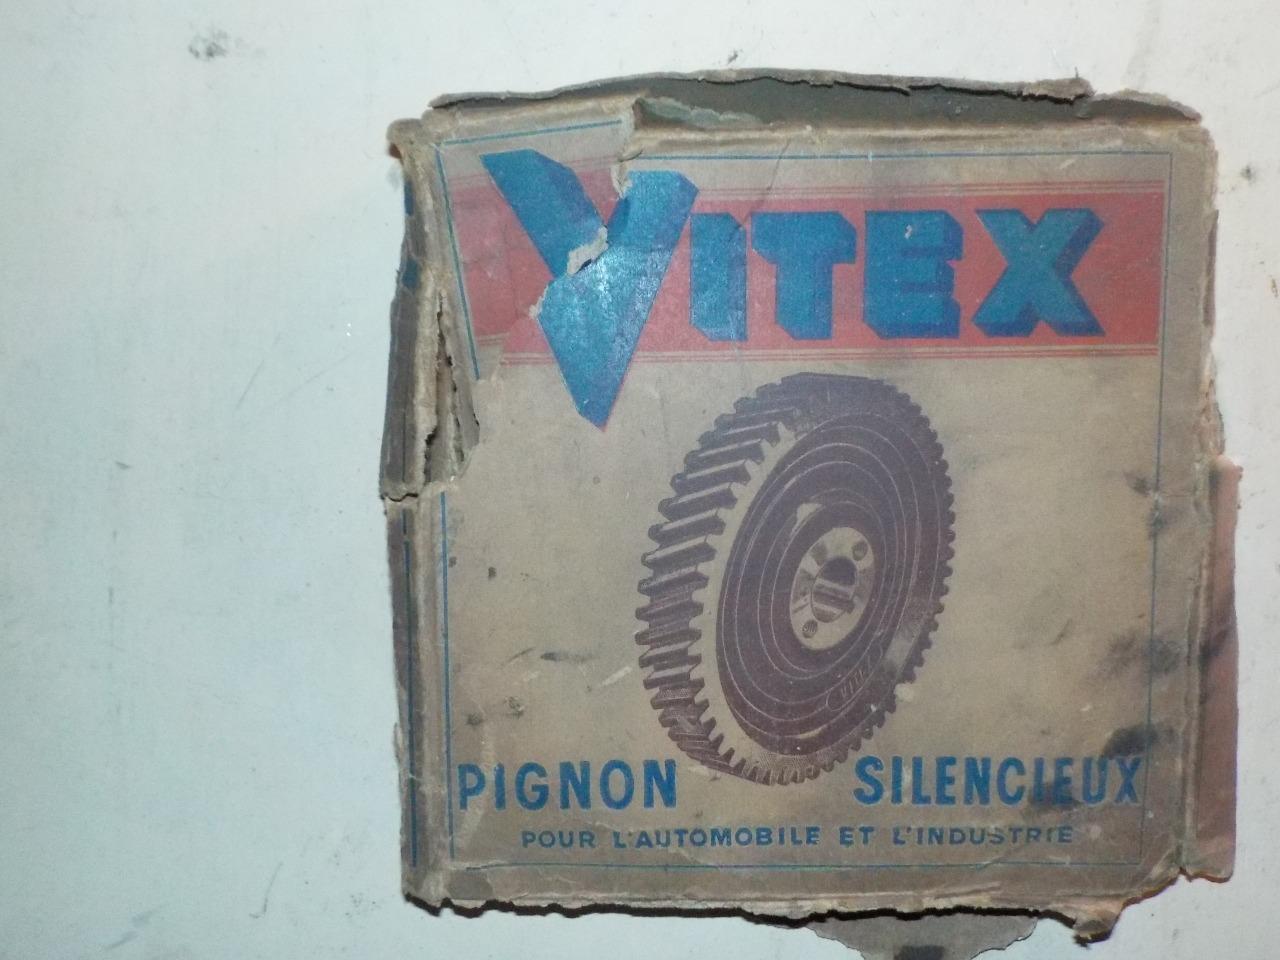 VITEX
PIGNON SILENCIEUX
POUR L'AUTOMOBILE ET L'INDUSTRIE